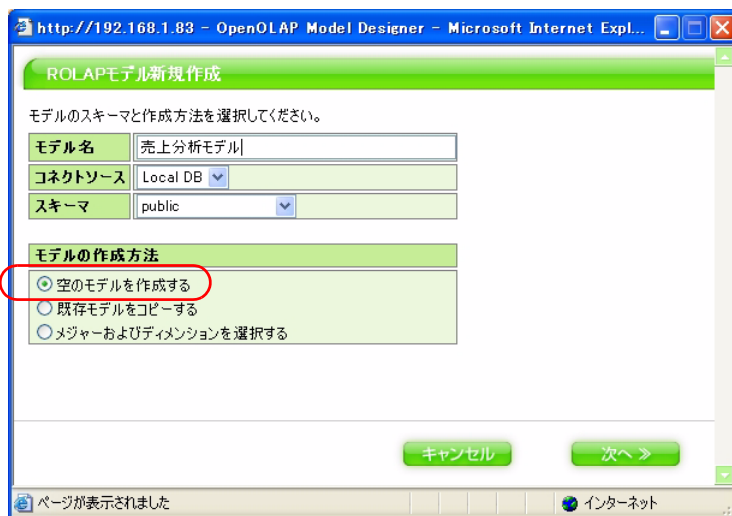 http://192.168.1.83 - OpenOLAP Model Designer - Microsoft Internet Expl...
ROLAPモデル新規作成
モデルのスキーマと作成方法を選択してください。
モデル名 売上分析モデル
コネクトソース Local DB
スキーマ public
モデルの作成方法
空のモデルを作成する
既存モデルをコピーする
メジャーおよびディメンションを選択する
キャンセル 次へ ≫
ページが表示されました インターネット